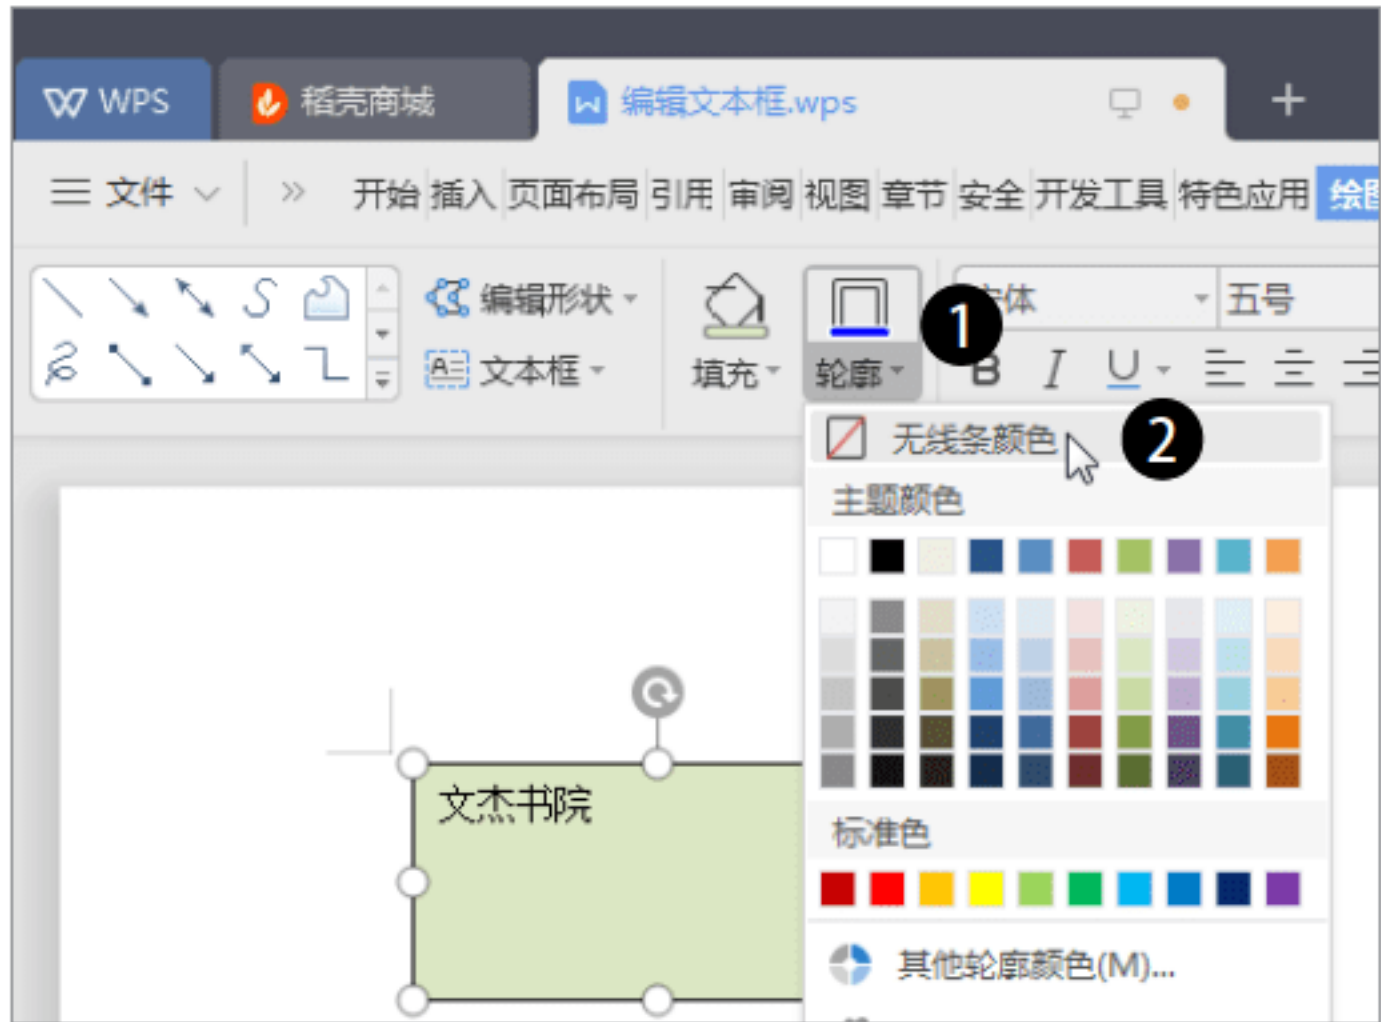 WPS 稻壳商城 编辑文本框.wps
文件 开始 插入 页面布局 引用 审阅 视图 章节 安全 开发工具 特色应用 绘图
编辑形状 体 五号
1
文本框 填充 轮廓 B I U
无线条颜色 2
主题颜色
文杰书院
标准色
其他轮廓颜色(M)...